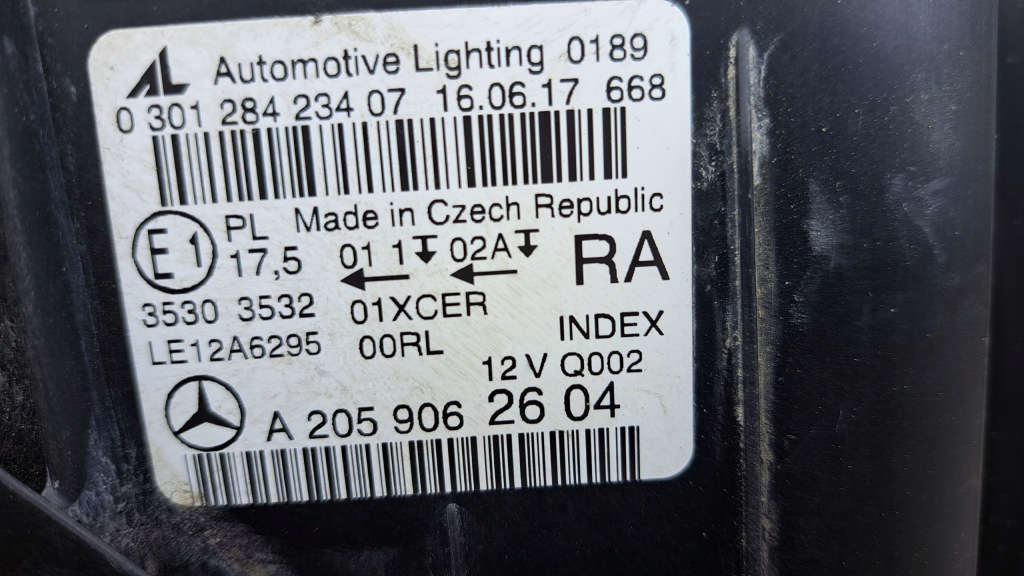 AL Automotive Lighting 0189
0 301 284 234 07 16.06.17 668
Made in Czech Republic
E1 PL 17,5 01 1 02A RA
3530 3532 01XCER
LE12A6295 00RL INDEX
12 V Q002
A 205 906 26 04